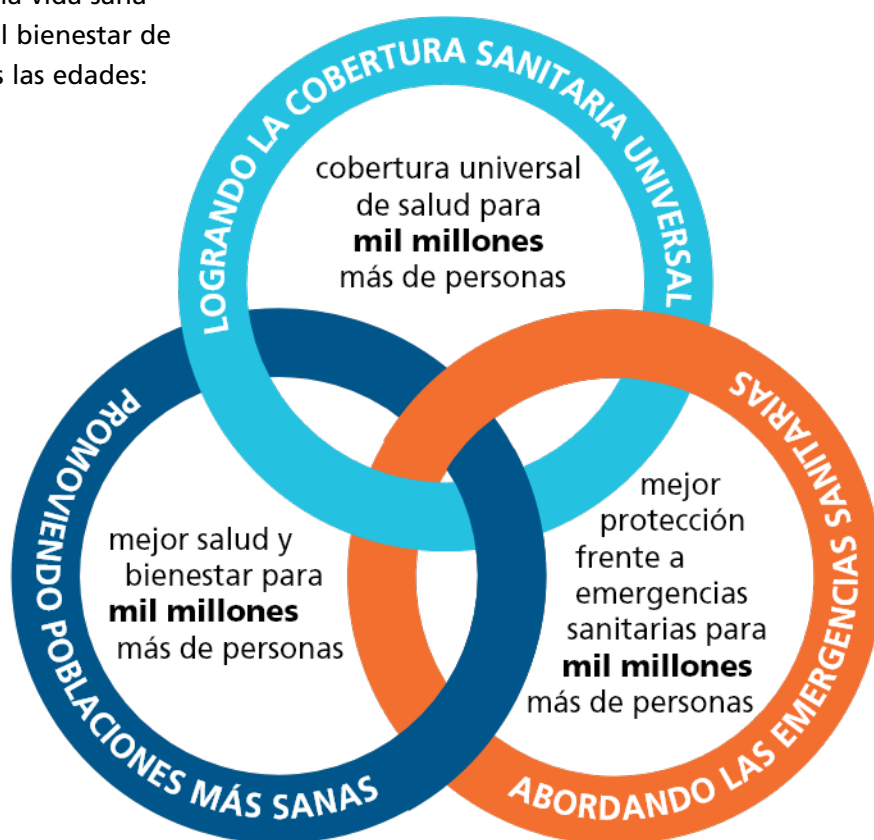 na vida sana
l bienestar de
s las edades:
LOGRANDO LA COBERTURA SANITARIA UNIVERSAL
cobertura universal
de salud para
mil millones
más de personas
PROMOVIENDO POBLACIONES MÁS SANAS
mejor salud y
bienestar para
mil millones
más de personas
ABORDANDO LAS EMERGENCIAS SANITARIAS
mejor
protección
frente a
emergencias
sanitarias para
mil millones
más de personas